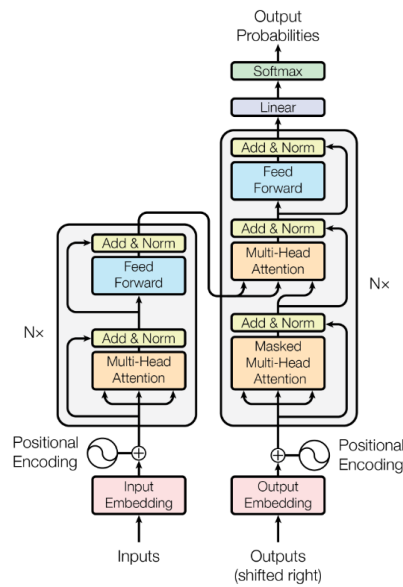 Output
Probabilities
Softmax
Linear
Add & Norm
Feed
Forward
Add & Norm
Multi-Head
Attention
Add & Norm
Masked
Multi-Head
Attention
N×
Positional
Encoding
Output
Embedding
Outputs
(shifted right)
Add & Norm
Feed
Forward
N×
Add & Norm
Multi-Head
Attention
Positional
Encoding
Input
Embedding
Inputs